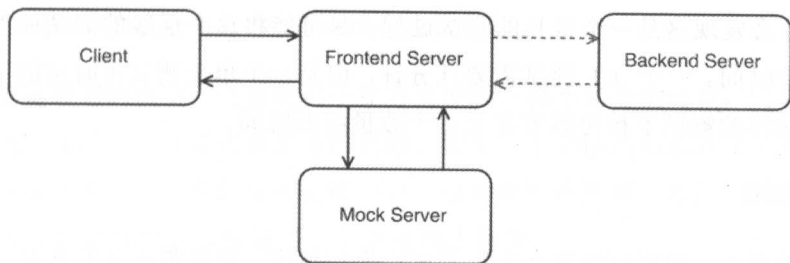 Client
Frontend Server
Backend Server
Mock Server